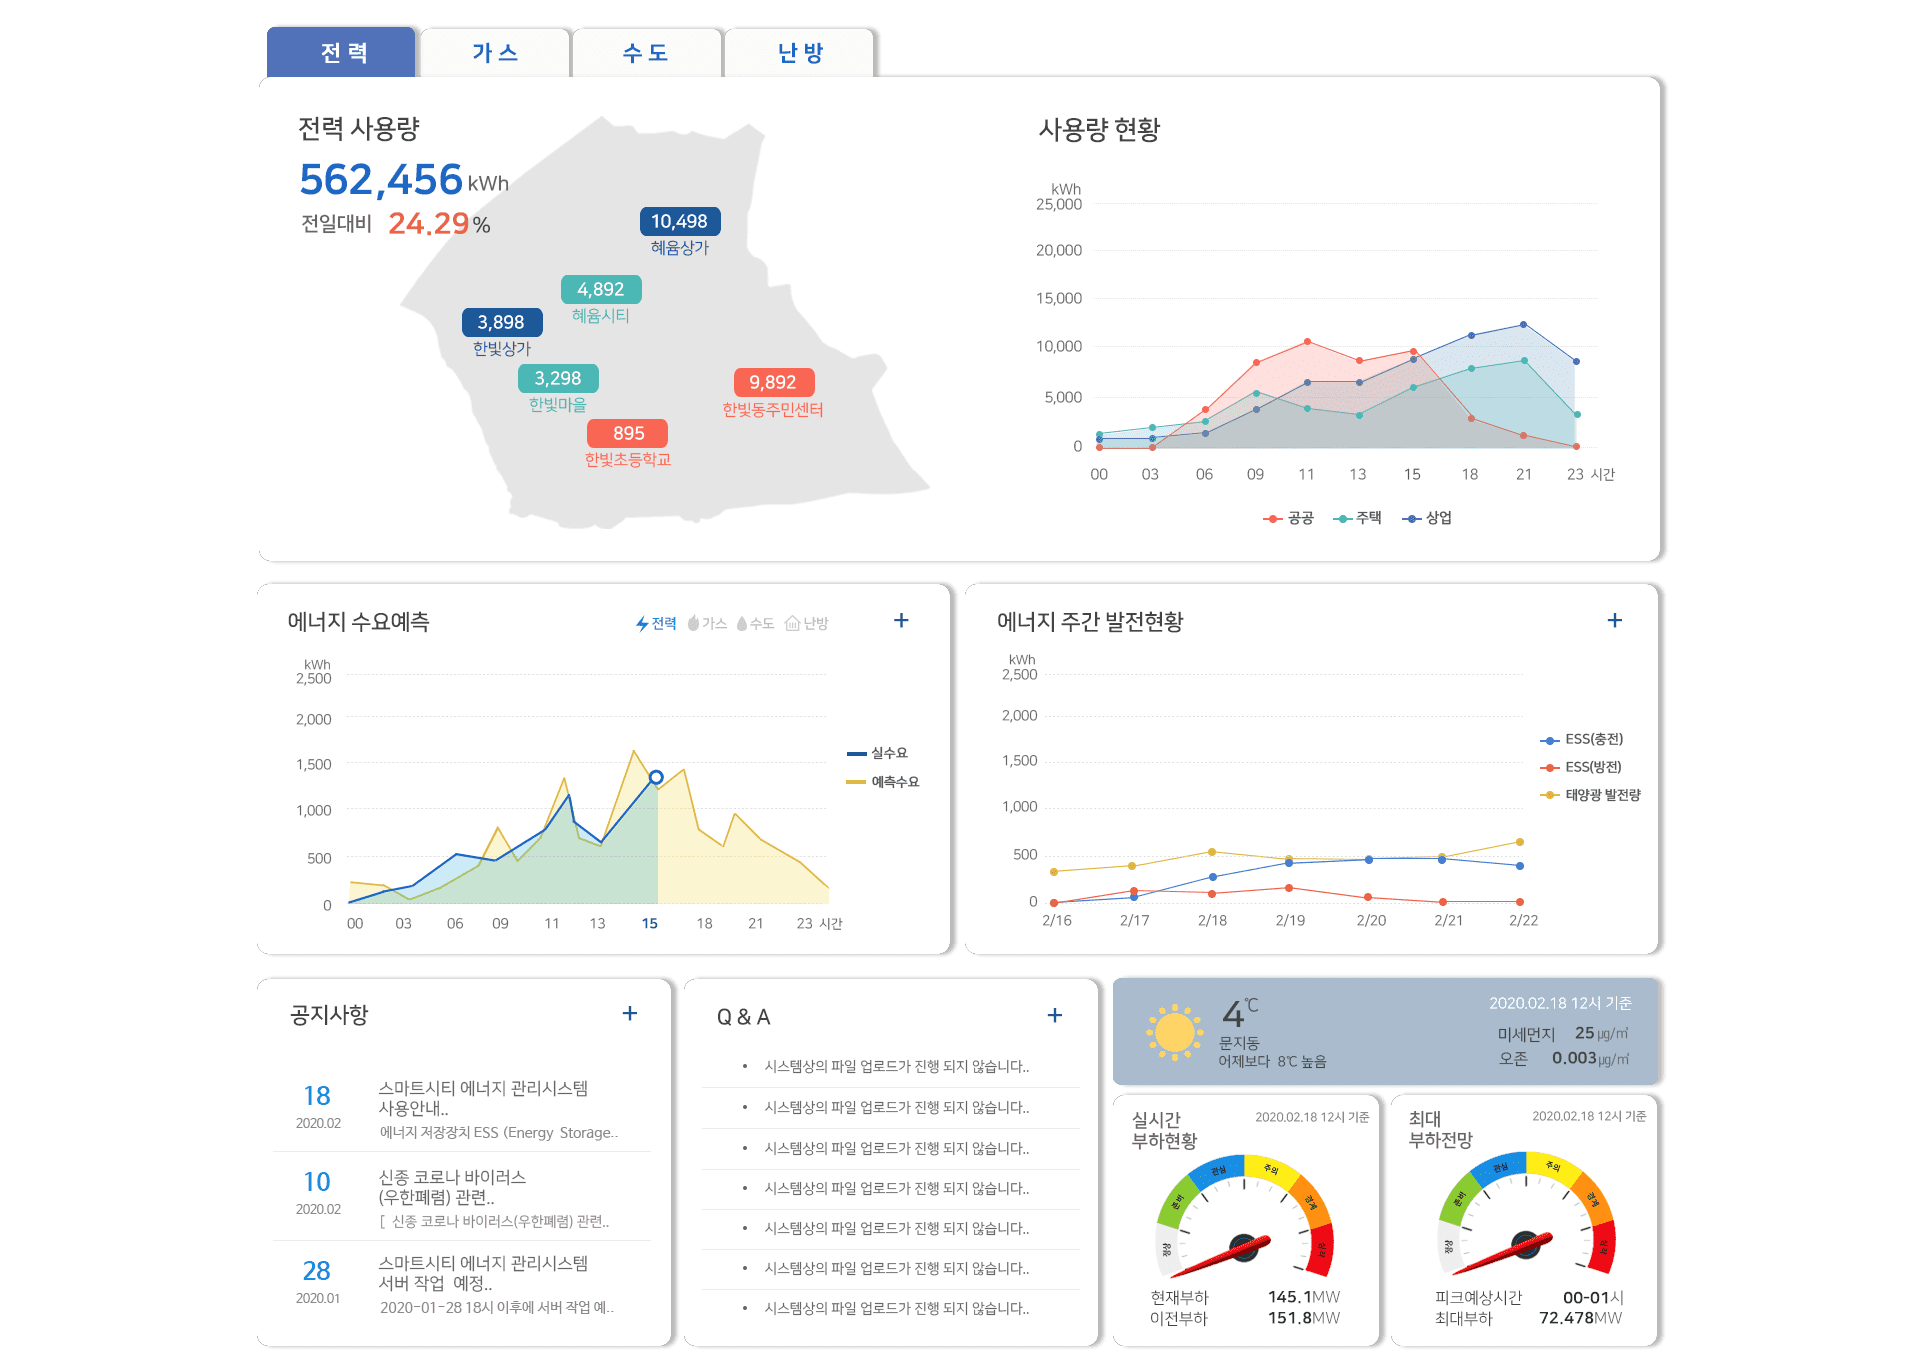 전 력
가 스
수 도
난 방
전력 사용량
562,456 kWh
전일대비 24.29 %
10,498
혜윰상가
4,892
혜윰시티
3,898
한빛상가
3,298
한빛마을
9,892
한빛동주민센터
895
한빛초등학교
사용량 현황
kWh
25,000
20,000
15,000
10,000
5,000
0
00 03 06 09 11 13 15 18 21 23 시간
공공 주택 상업
에너지 수요예측
전력 가스 수도 난방
+
kWh
2,500
2,000
1,500
1,000
500
0
00 03 06 09 11 13 15 18 21 23 시간
실수요
예측수요
에너지 주간 발전현황
+
kWh
2,500
2,000
1,500
1,000
500
0
2/16 2/17 2/18 2/19 2/20 2/21 2/22
ESS(충전)
ESS(방전)
태양광 발전량
공지사항
+
18
2020.02
스마트시티 에너지 관리시스템
사용안내..
에너지 저장장치 ESS (Energy Storage..
10
2020.02
신종 코로나 바이러스
(우한폐렴) 관련..
[ 신종 코로나 바이러스(우한폐렴) 관련..
28
2020.01
스마트시티 에너지 관리시스템
서버 작업 예정..
2020-01-28 18시 이후에 서버 작업 예..
Q & A
+
• 시스템상의 파일 업로드가 진행 되지 않습니다..
• 시스템상의 파일 업로드가 진행 되지 않습니다..
• 시스템상의 파일 업로드가 진행 되지 않습니다..
• 시스템상의 파일 업로드가 진행 되지 않습니다..
• 시스템상의 파일 업로드가 진행 되지 않습니다..
• 시스템상의 파일 업로드가 진행 되지 않습니다..
• 시스템상의 파일 업로드가 진행 되지 않습니다..
4℃
문지동
어제보다 8℃ 높음
2020.02.18 12시 기준
미세먼지 25 μg/㎥
오존 0.003 μg/㎥
실시간
부하현황
2020.02.18 12시 기준
준비
관심
주의
경계
심각
현재부하 145.1MW
이전부하 151.8MW
최대
부하전망
2020.02.18 12시 기준
준비
관심
주의
경계
심각
피크예상시간 00-01시
최대부하 72.478MW